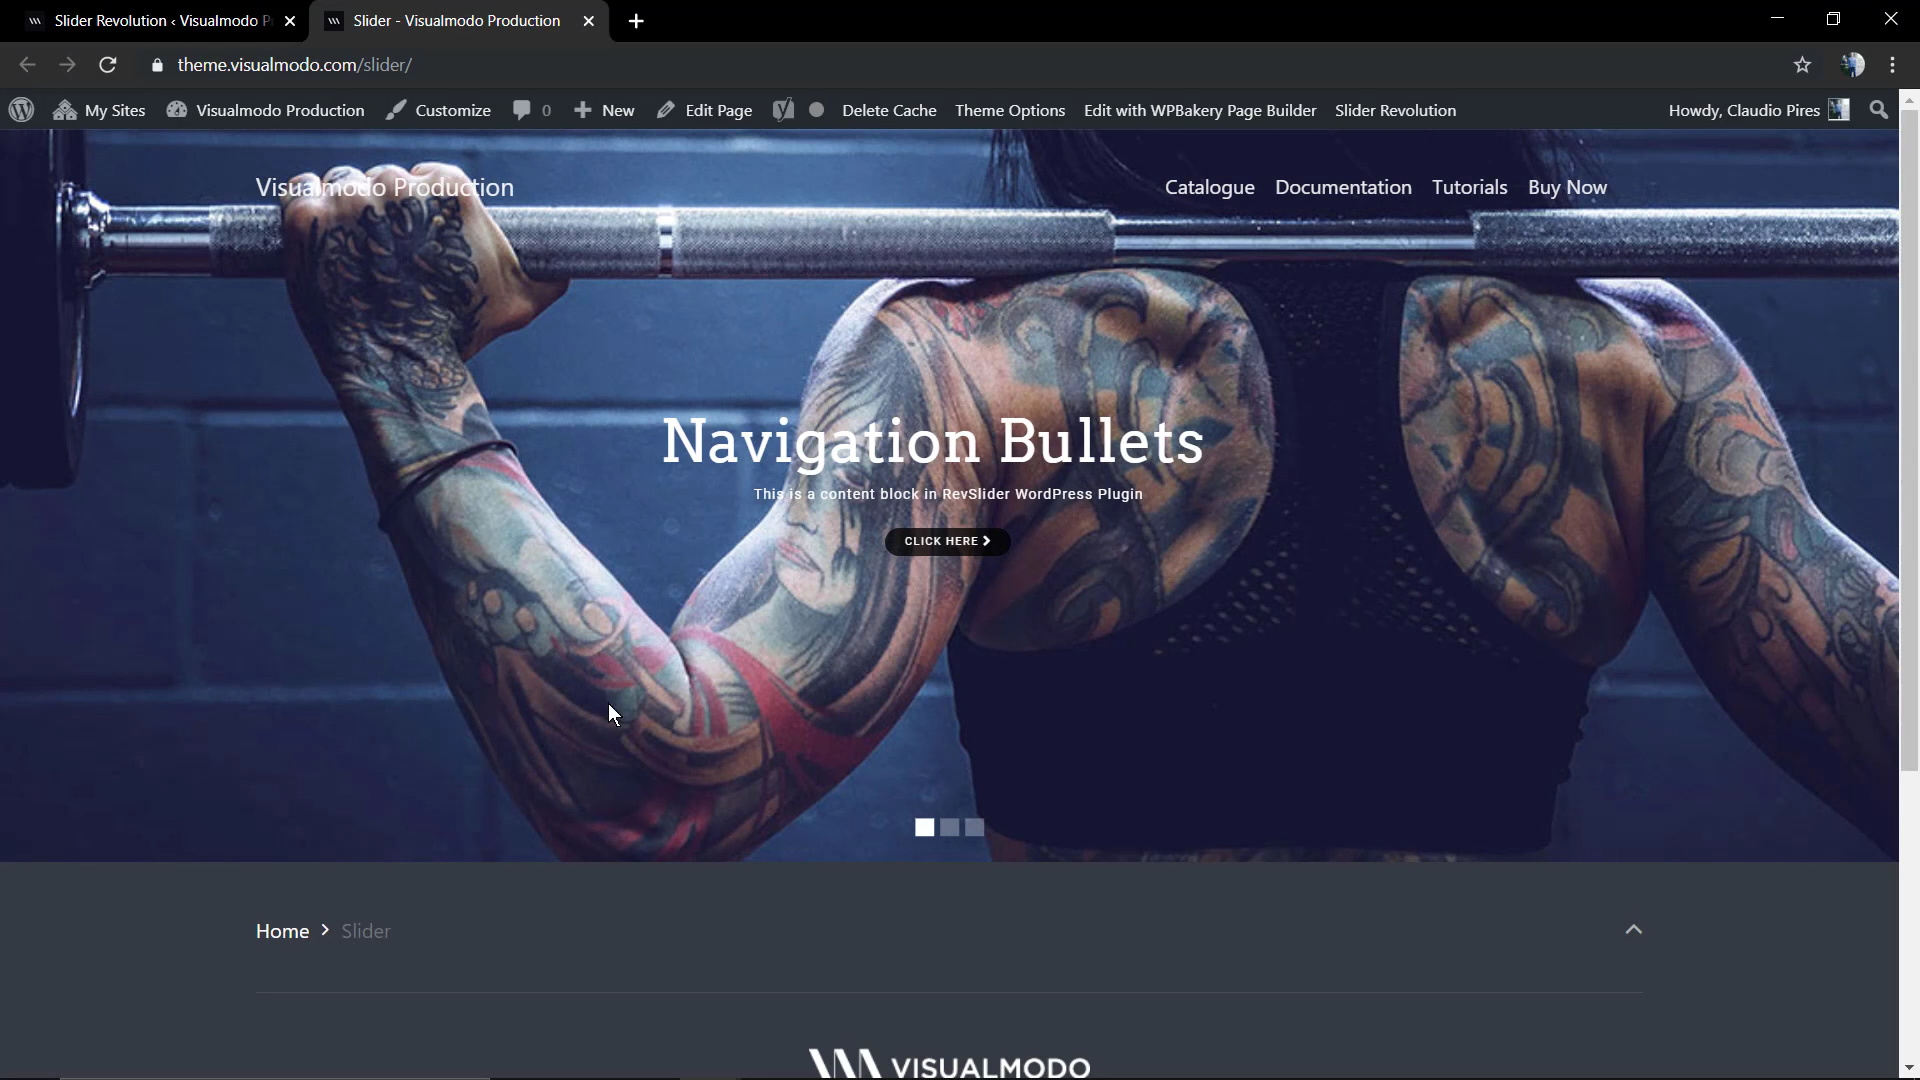 Slider Revolution ‹ Visualmodo P
Slider - Visualmodo Production
theme.visualmodo.com/slider/
My Sites Visualmodo Production Customize 0 New Edit Page Delete Cache Theme Options Edit with WPBakery Page Builder Slider Revolution Howdy, Claudio Pires
Visualmodo Production
Catalogue Documentation Tutorials Buy Now
Navigation Bullets
This is a content block in RevSlider WordPress Plugin
CLICK HERE
Home Slider
VISUALMODO